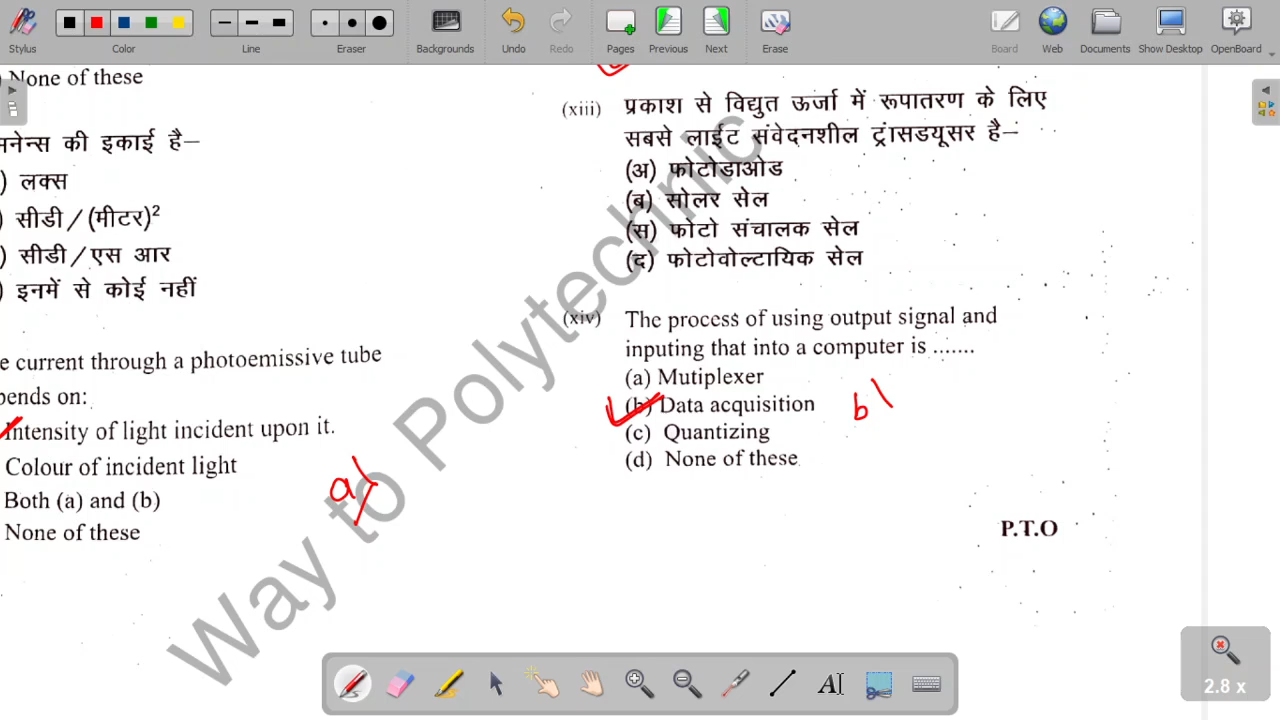 Stylus
Color
Line
Eraser
Backgrounds
Undo
Redo
Pages
Previous
Next
Erase
Board
Web
Documents
Show Desktop
OpenBoard
) None of these
मनेन्स की इकाई है–
) लक्स
) सीडी/(मीटर)²
) सीडी/एस आर
) इनमें से कोई नहीं
e current through a photoemissive tube
pends on:
Intensity of light incident upon it.
Colour of incident light
Both (a) and (b)
None of these
a)
(xiii) प्रकाश से विद्युत ऊर्जा में रूपातरण के लिए
सबसे लाईट संवेदनशील ट्रांसडयूसर है–
(अ) फोटोडाओड
(ब) सोलर सेल
(स) फोटो संचालक सेल
(द) फोटोवोल्टायिक सेल
(xiv) The process of using output signal and
inputing that into a computer is .......
(a) Mutiplexer
(b) Data acquisition
b)
(c) Quantizing
(d) None of these
P.T.O
Way to Polytechnic
2.8 x